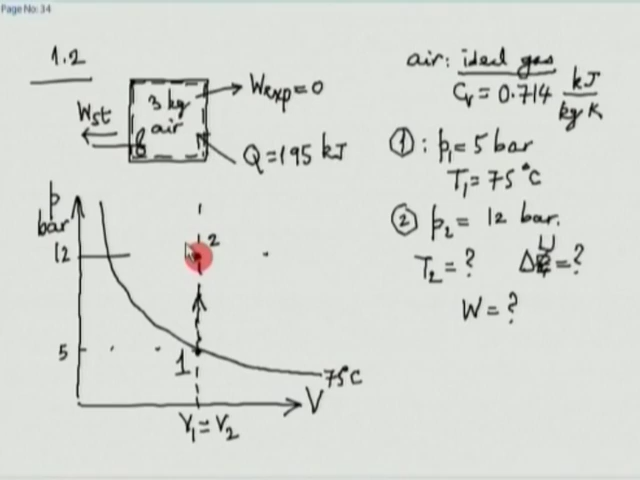 Page No: 34
1.2
3 kg
air
Wexp = 0
Wst
Q = 195 kJ
air: ideal gas
Cv = 0.714 kJ/kg K
① : p1 = 5 bar
T1 = 75°C
② p2 = 12 bar.
T2 = ? ΔU = ?
W = ?
p
bar
12
2
5
1
75°C
V
V1 = V2